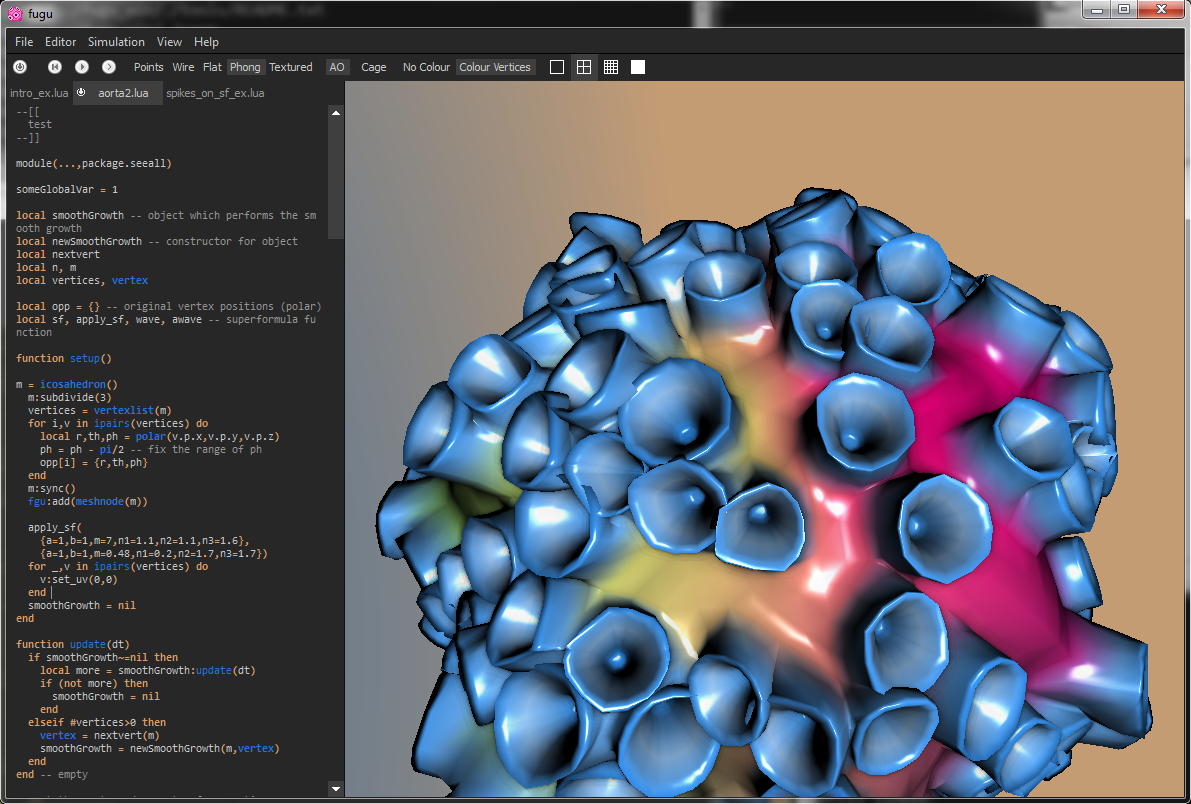 fugu
File Editor Simulation View Help
Points Wire Flat Phong Textured AO Cage No Colour Colour Vertices
intro_ex.lua aorta2.lua spikes_on_sf_ex.lua
--[[
test
--]]
module(...,package.seeall)
someGlobalVar = 1
local smoothGrowth -- object which performs the sm
ooth growth
local newSmoothGrowth -- constructor for object
local nextvert
local n, m
local vertices, vertex
local opp = {} -- original vertex positions (polar)
local sf, apply_sf, wave, awave -- superformula fu
nction
function setup()
m = icosahedron()
m:subdivide(3)
vertices = vertexlist(m)
for i,v in ipairs(vertices) do
local r,th,ph = polar(v.p.x,v.p.y,v.p.z)
ph = ph - pi/2 -- fix the range of ph
opp[i] = {r,th,ph}
end
m:sync()
fgu:add(meshnode(m))
apply_sf(
{a=1,b=1,m=7,n1=1.1,n2=1.1,n3=1.6},
{a=1,b=1,m=0.48,n1=0.2,n2=1.7,n3=1.7})
for _,v in ipairs(vertices) do
v:set_uv(0,0)
end
smoothGrowth = nil
end
function update(dt)
if smoothGrowth~=nil then
local more = smoothGrowth:update(dt)
if (not more) then
smoothGrowth = nil
end
elseif #vertices>0 then
vertex = nextvert(m)
smoothGrowth = newSmoothGrowth(m,vertex)
end
end -- empty